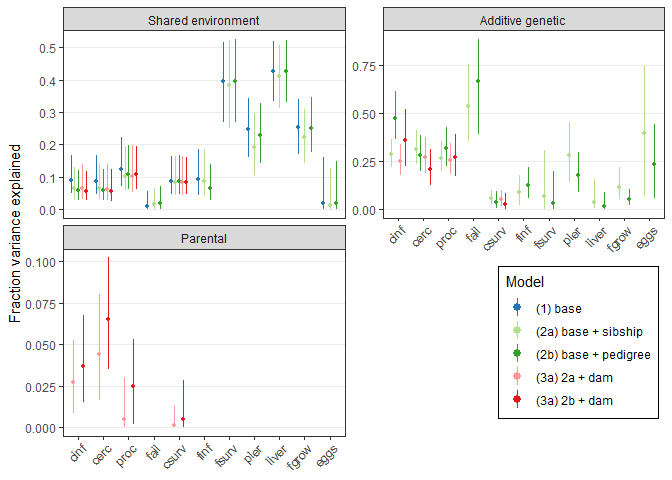 Shared environment
Additive genetic
Fraction variance explained
0.5
0.4
0.3
0.2
0.1
0.0
0.75
0.50
0.25
0.00
dnf
cerc
proc
fail
csurv
finf
fsurv
pler
liver
fgrow
eggs
Parental
0.100
0.075
0.050
0.025
0.000
dnf
cerc
proc
fail
csurv
finf
fsurv
pler
liver
fgrow
eggs
Model
(1) base
(2a) base + sibship
(2b) base + pedigree
(3a) 2a + dam
(3a) 2b + dam